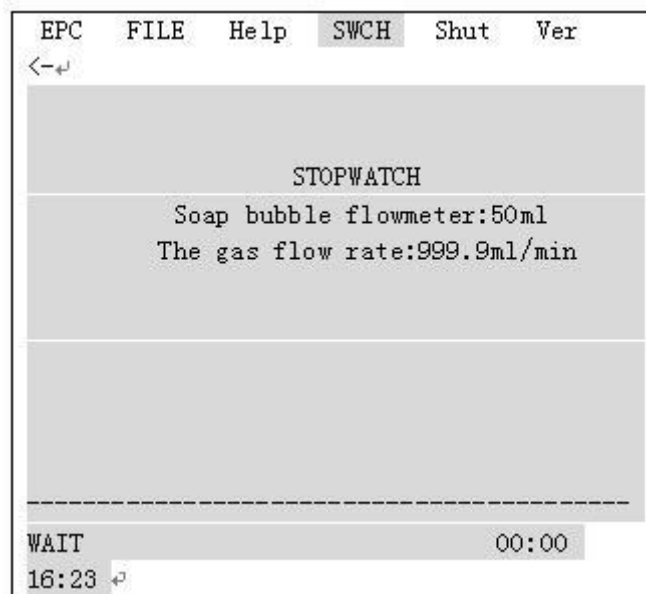 EPC FILE Help SWCH Shut Ver
<-↵
STOPWATCH
Soap bubble flowmeter:50ml
The gas flow rate:999.9ml/min
-------------------------------------------
WAIT 00:00
16:23 ↵